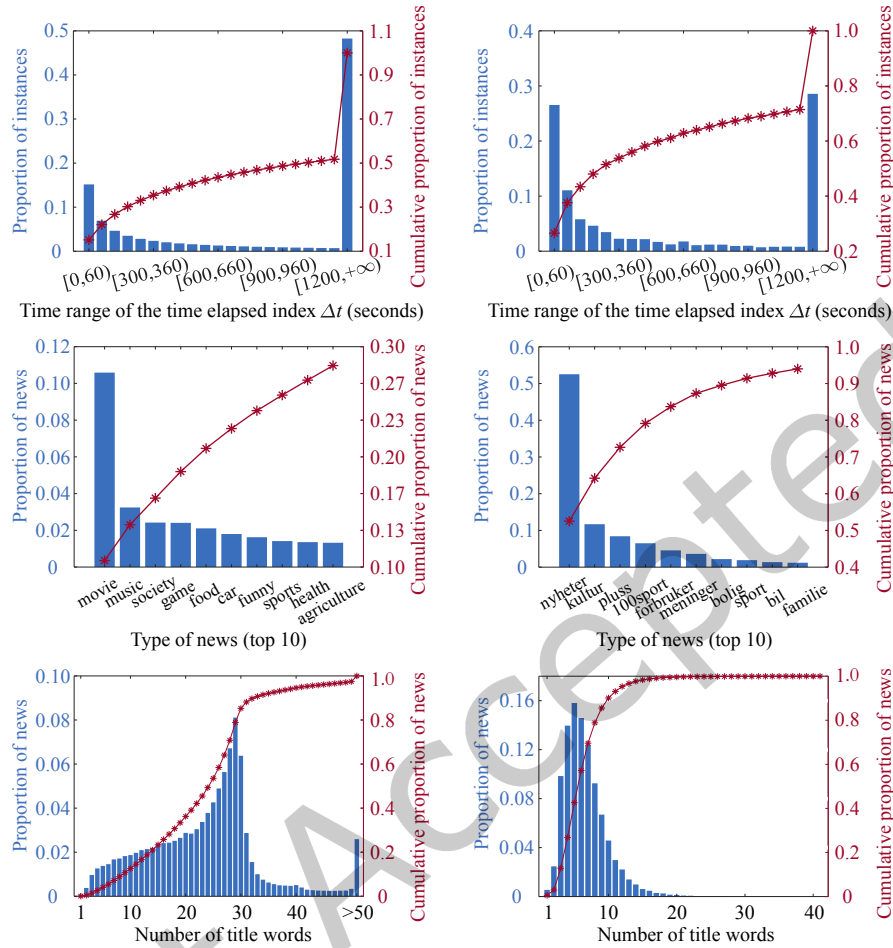 0.5
0.4
0.3
0.2
0.1
0
Proportion of instances
1.1
0.9
0.7
0.5
0.3
0.1
Cumulative proportion of instances
[0,60)
[300,360)
[600,660)
[900,960)
[1200,+∞)
Time range of the time elapsed index Δt (seconds)
0.4
0.3
0.2
0.1
0
Proportion of instances
1.0
0.8
0.6
0.4
0.2
Cumulative proportion of instances
[0,60)
[300,360)
[600,660)
[900,960)
[1200,+∞)
Time range of the time elapsed index Δt (seconds)
0.12
0.10
0.08
0.06
0.04
0.02
0
Proportion of news
0.30
0.27
0.23
0.20
0.17
0.13
0.10
Cumulative proportion of news
movie
music
society
game
food
car
funny
sports
health
agriculture
Type of news (top 10)
0.6
0.5
0.4
0.3
0.2
0.1
0
Proportion of news
1.0
0.9
0.8
0.7
0.6
0.5
0.4
Cumulative proportion of news
nyheter
kultur
pluss
100sport
forbruker
meninger
bolig
sport
bil
familie
Type of news (top 10)
0.10
0.08
0.06
0.04
0.02
0
Proportion of news
1.0
0.8
0.6
0.4
0.2
0
Cumulative proportion of news
1
10
20
30
40
>50
Number of title words
0.16
0.12
0.08
0.04
0
Proportion of news
1.0
0.8
0.6
0.4
0.2
0
Cumulative proportion of news
1
10
20
30
40
Number of title words
Accepted